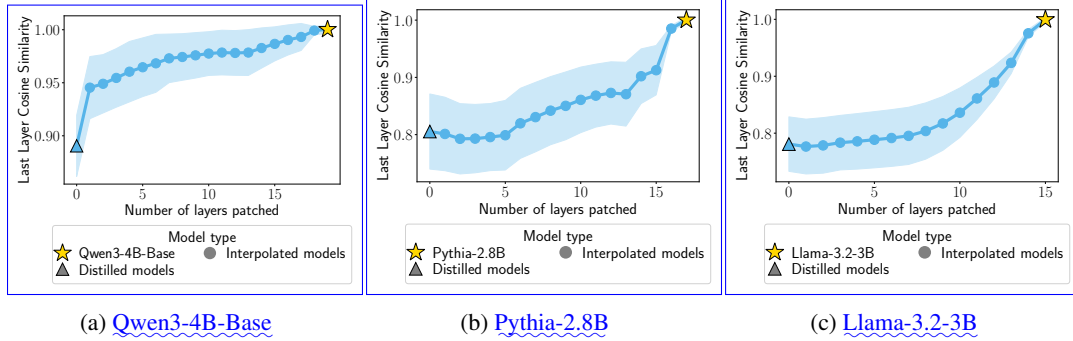 Last Layer Cosine Similarity
1.00
0.95
0.90
0 5 10 15
Number of layers patched
Model type
Qwen3-4B-Base Interpolated models
Distilled models
(a) Qwen3-4B-Base
Last Layer Cosine Similarity
1.0
0.9
0.8
0 5 10 15
Number of layers patched
Model type
Pythia-2.8B Interpolated models
Distilled models
(b) Pythia-2.8B
Last Layer Cosine Similarity
1.0
0.9
0.8
0 5 10 15
Number of layers patched
Model type
Llama-3.2-3B Interpolated models
Distilled models
(c) Llama-3.2-3B